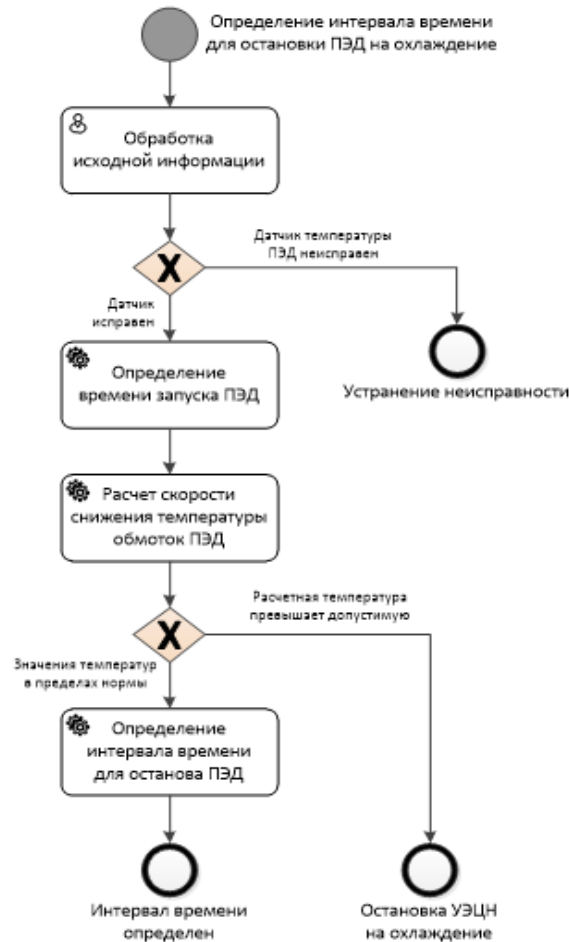 Определение интервала времени
для остановки ПЭД на охлаждение
Обработка
исходной информации
Датчик температуры
ПЭД неисправен
X
Датчик
исправен
Определение
времени запуска ПЭД
Устранение неисправности
Расчет скорости
снижения температуры
обмоток ПЭД
Расчетная температура
превышает допустимую
X
Значения температур
в пределах нормы
Определение
интервала времени
для останова ПЭД
Интервал времени
определен
Остановка УЭЦН
на охлаждение